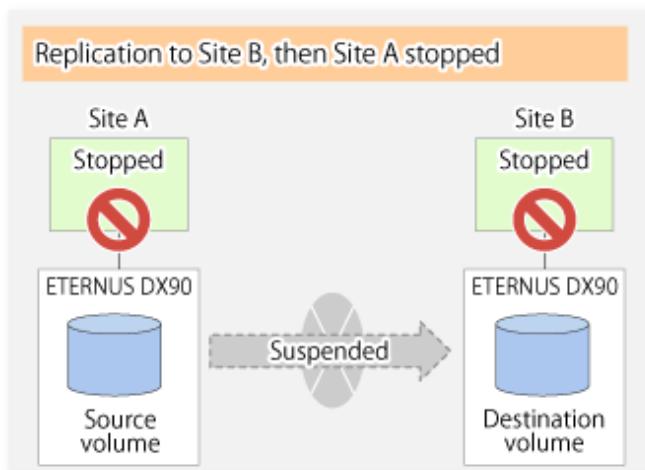 Replication to Site B, then Site A stopped
Site A
Stopped
ETERNUS DX90
Source
volume
Suspended
Site B
Stopped
ETERNUS DX90
Destination
volume